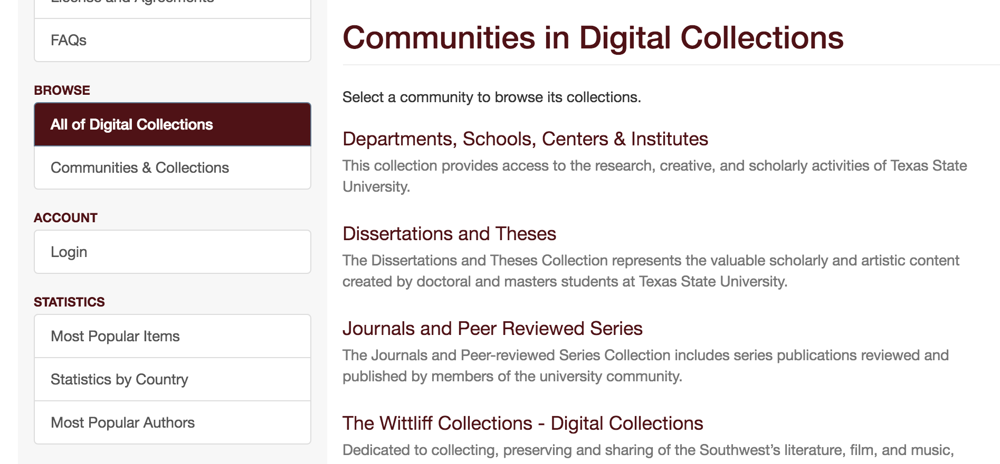 License and Agreements
FAQs
BROWSE
All of Digital Collections
Communities & Collections
ACCOUNT
Login
STATISTICS
Most Popular Items
Statistics by Country
Most Popular Authors
Communities in Digital Collections
Select a community to browse its collections.
Departments, Schools, Centers & Institutes
This collection provides access to the research, creative, and scholarly activities of Texas State
University.
Dissertations and Theses
The Dissertations and Theses Collection represents the valuable scholarly and artistic content
created by doctoral and masters students at Texas State University.
Journals and Peer Reviewed Series
The Journals and Peer-reviewed Series Collection includes series publications reviewed and
published by members of the university community.
The Wittliff Collections - Digital Collections
Dedicated to collecting, preserving and sharing of the Southwest’s literature, film, and music,